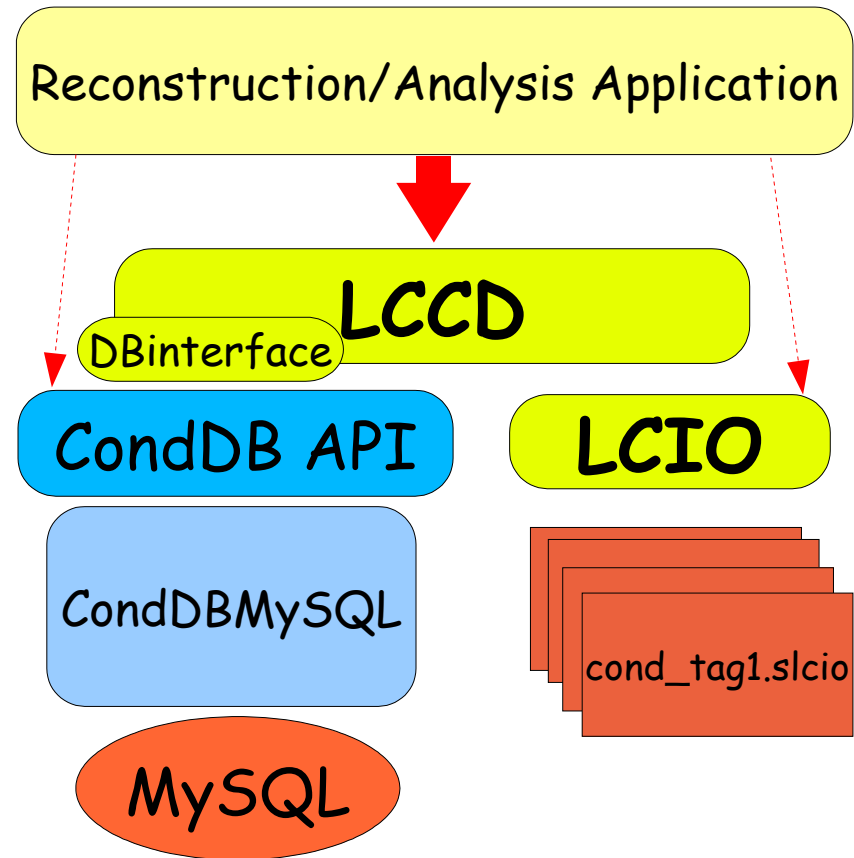 Reconstruction/Analysis Application
LCCD
DBinterface
CondDB API
LCIO
CondDBMySQL
cond_tag1.slcio
MySQL